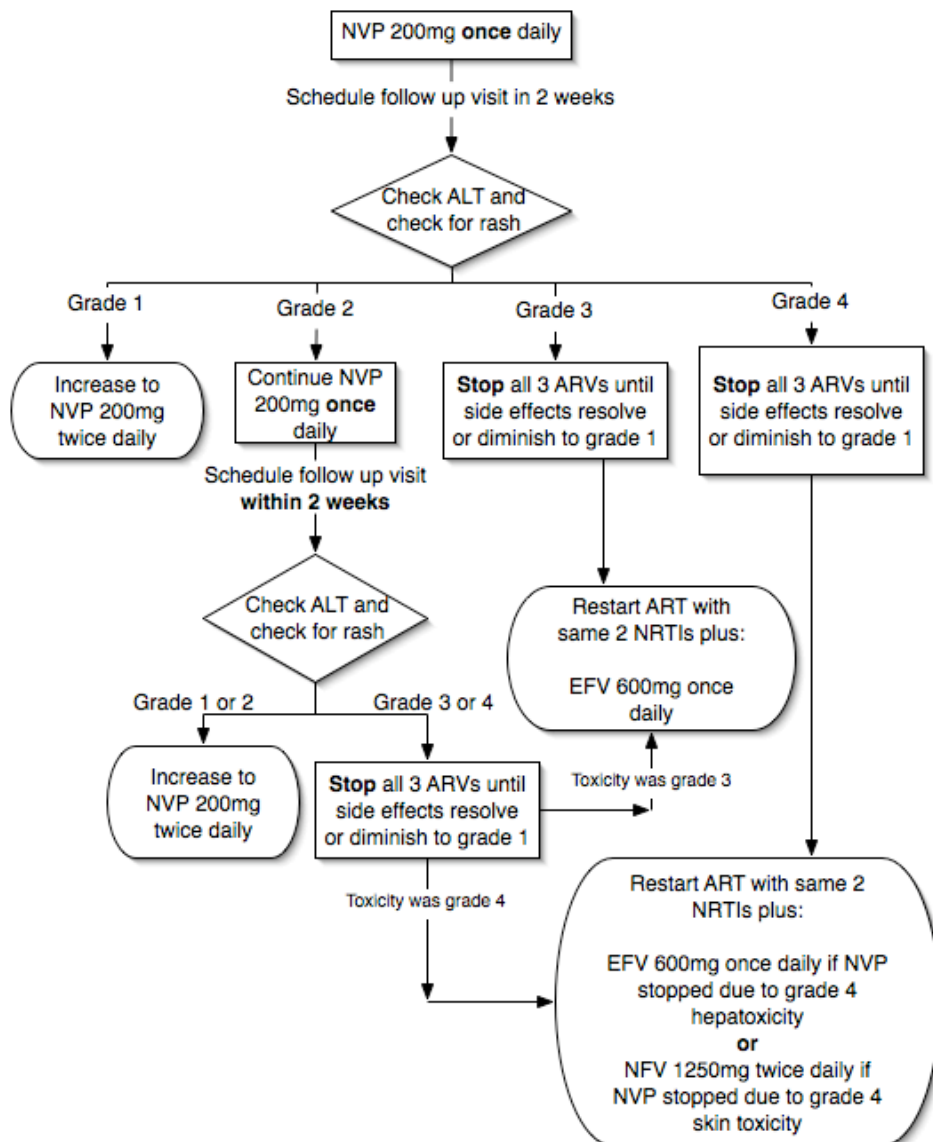 NVP 200mg once daily
Schedule follow up visit in 2 weeks
Check ALT and
check for rash
Grade 1
Grade 2
Grade 3
Grade 4
Increase to
NVP 200mg
twice daily
Continue NVP
200mg once
daily
Stop all 3 ARVs until
side effects resolve
or diminish to grade 1
Stop all 3 ARVs until
side effects resolve
or diminish to grade 1
Schedule follow up visit
within 2 weeks
Check ALT and
check for rash
Restart ART with
same 2 NRTIs plus:
EFV 600mg once
daily
Grade 1 or 2
Grade 3 or 4
Increase to
NVP 200mg
twice daily
Stop all 3 ARVs until
side effects resolve
or diminish to grade 1
Toxicity was grade 3
Toxicity was grade 4
Restart ART with same 2
NRTIs plus:
EFV 600mg once daily if NVP
stopped due to grade 4
hepatoxicity
or
NFV 1250mg twice daily if
NVP stopped due to grade 4
skin toxicity